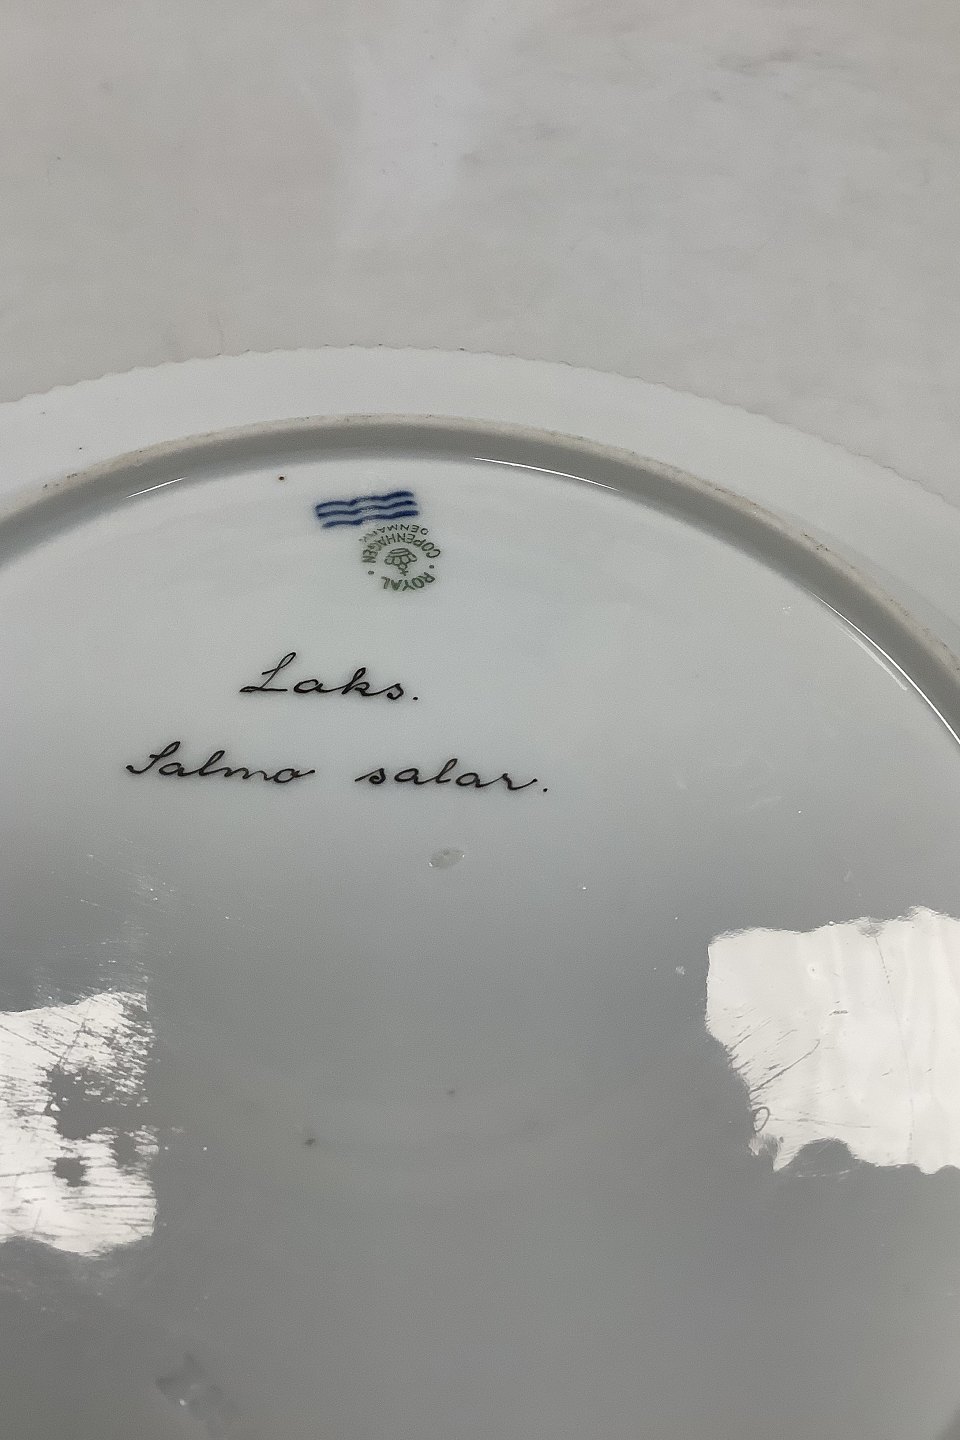 DENMARK
COPENHAGEN
ROYAL
Laks.
Salmo salar.